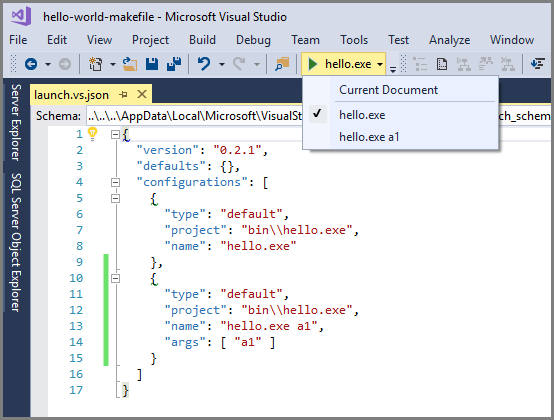 hello-world-makefile - Microsoft Visual Studio
File Edit View Project Build Debug Team Tools Test Analyze Window
hello.exe
Current Document
hello.exe
hello.exe a1
launch.vs.json
Schema: ..\..\..\AppData\Local\Microsoft\VisualSt
ch_schem
Server Explorer
SQL Server Object Explorer
1 {
2 "version": "0.2.1",
3 "defaults": {},
4 "configurations": [
5 {
6 "type": "default",
7 "project": "bin\\hello.exe",
8 "name": "hello.exe"
9 },
10 {
11 "type": "default",
12 "project": "bin\\hello.exe",
13 "name": "hello.exe a1",
14 "args": [ "a1" ]
15 }
16 ]
17 }